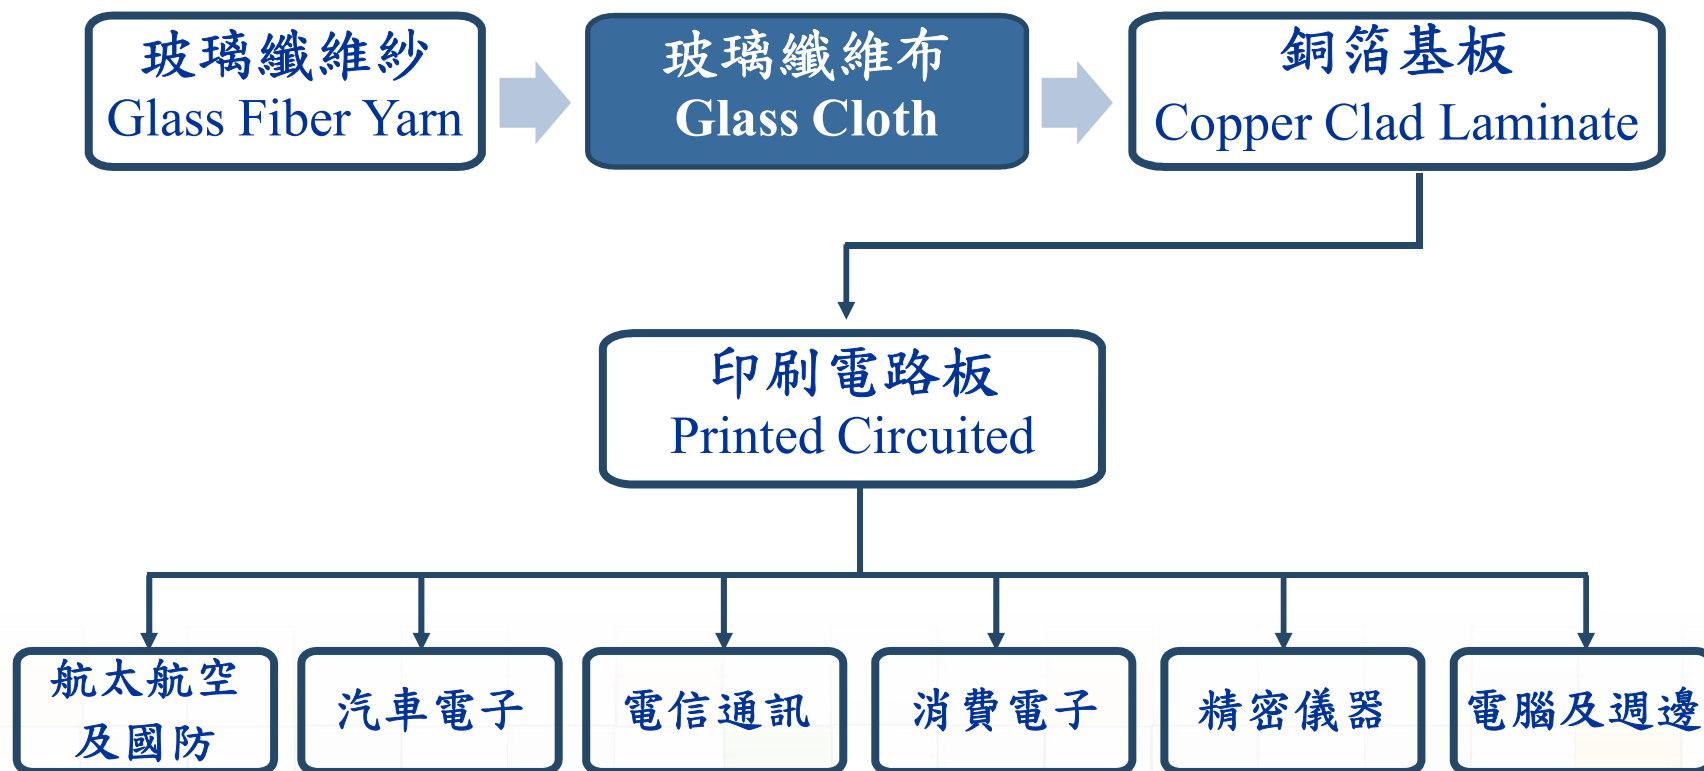 玻璃纖維紗
Glass Fiber Yarn
玻璃纖維布
Glass Cloth
銅箔基板
Copper Clad Laminate
印刷電路板
Printed Circuited
航太航空
及國防
汽車電子
電信通訊
消費電子
精密儀器
電腦及週邊